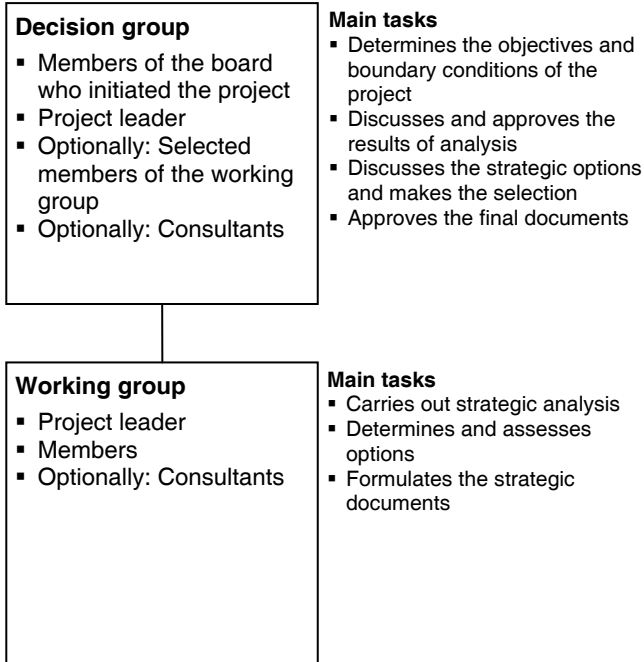 Decision group
▪ Members of the board
who initiated the project
▪ Project leader
▪ Optionally: Selected
members of the working
group
▪ Optionally: Consultants
Main tasks
▪ Determines the objectives and
boundary conditions of the
project
▪ Discusses and approves the
results of analysis
▪ Discusses the strategic options
and makes the selection
▪ Approves the final documents
Working group
▪ Project leader
▪ Members
▪ Optionally: Consultants
Main tasks
▪ Carries out strategic analysis
▪ Determines and assesses
options
▪ Formulates the strategic
documents